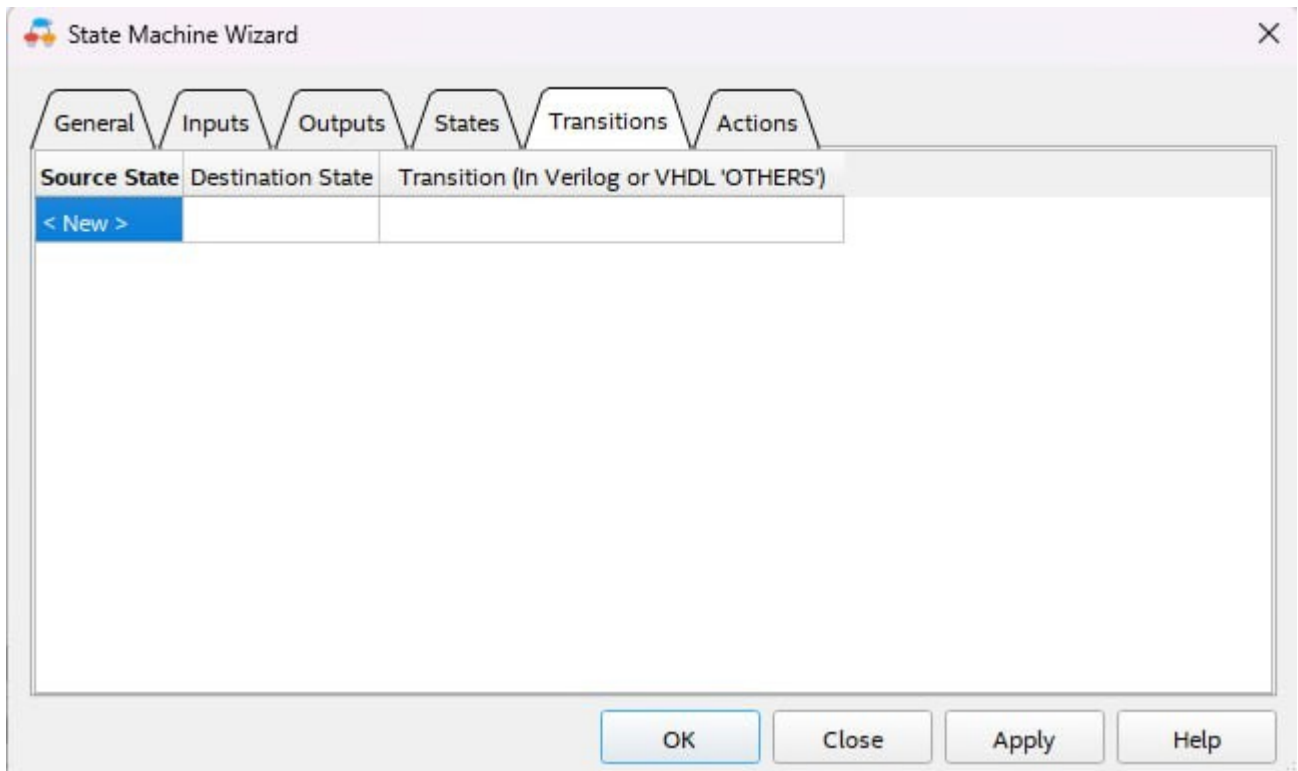 State Machine Wizard
General Inputs Outputs States Transitions Actions
Source State Destination State Transition (In Verilog or VHDL 'OTHERS')
< New >
OK Close Apply Help